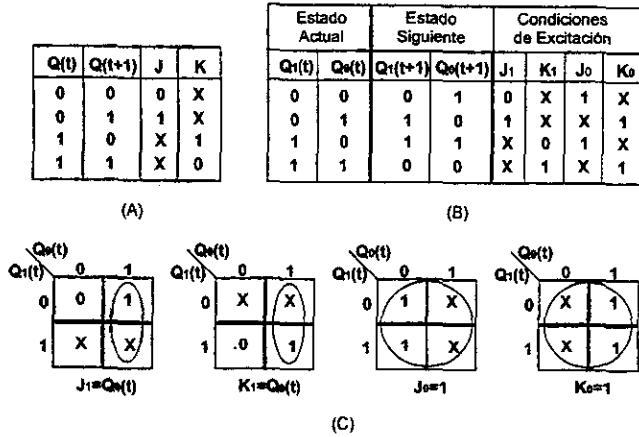 Q(t) Q(t+1) J K
0 0 0 X
0 1 1 X
1 0 X 1
1 1 X 0
(A)
Estado Actual Estado Siguiente Condiciones de Excitación
Q₁(t) Q₀(t) Q₁(t+1) Q₀(t+1) J₁ K₁ J₀ K₀
0 0 0 1 0 X 1 X
0 1 1 0 1 X X 1
1 0 1 1 X 0 1 X
1 1 0 0 X 1 X 1
(B)
Q₀(t)
Q₁(t) 0 1
0 0 1
1 X X
J₁=Q₀(t)
Q₀(t)
Q₁(t) 0 1
0 X X
1 .0 1
K₁=Q₀(t)
Q₀(t)
Q₁(t) 0 1
0 1 X
1 1 X
J₀=1
Q₀(t)
Q₁(t) 0 1
0 X 1
1 X 1
K₀=1
(C)